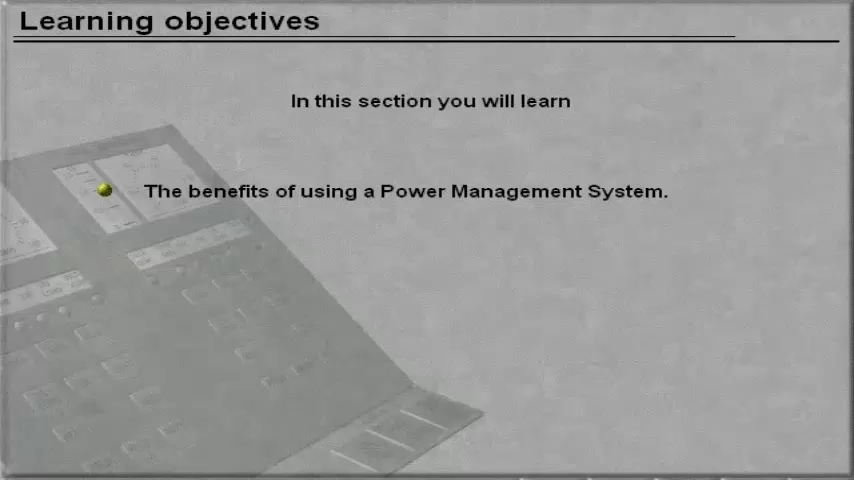 Learning objectives
In this section you will learn
The benefits of using a Power Management System.